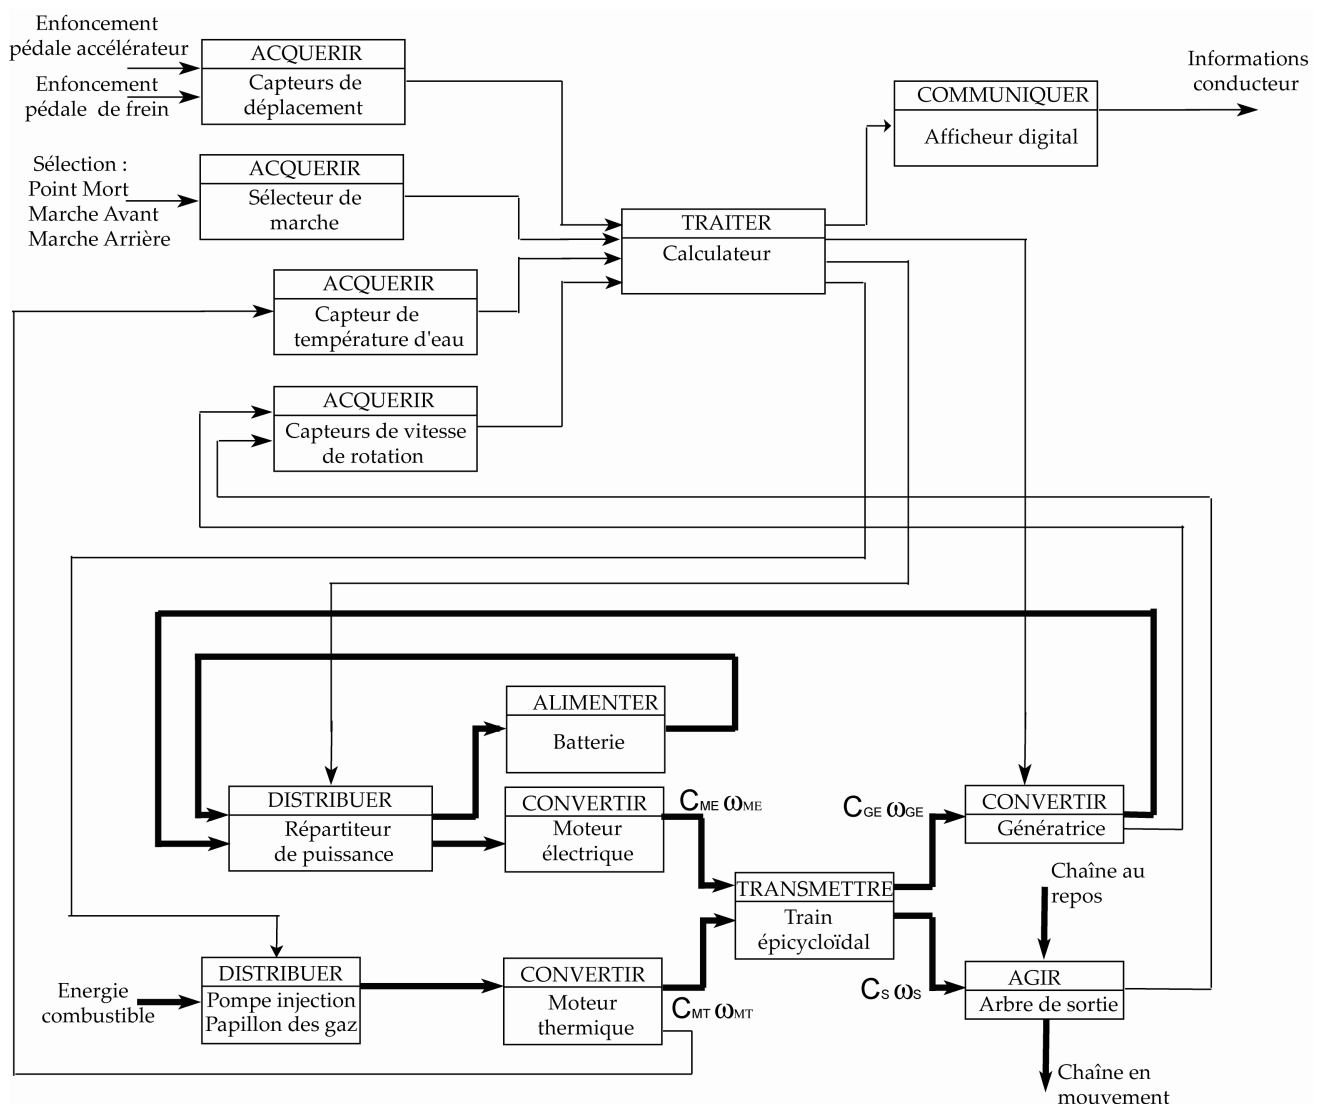 Enfoncement
pédale accélérateur
Enfoncement
pédale de frein
ACQUERIR
Capteurs de
déplacement
Informations
conducteur
COMMUNIQUER
Afficheur digital
Sélection :
Point Mort
Marche Avant
Marche Arrière
ACQUERIR
Sélecteur de
marche
TRAITER
Calculateur
ACQUERIR
Capteur de
température d'eau
ACQUERIR
Capteurs de vitesse
de rotation
ALIMENTER
Batterie
DISTRIBUER
Répartiteur
de puissance
CONVERTIR
Moteur
électrique
CME ωME
CGE ωGE
CONVERTIR
Génératrice
TRANSMETTRE
Train
épicycloïdal
Chaîne au
repos
Energie
combustible
DISTRIBUER
Pompe injection
Papillon des gaz
CONVERTIR
Moteur
thermique
CMT ωMT
CS ωS
AGIR
Arbre de sortie
Chaîne en
mouvement